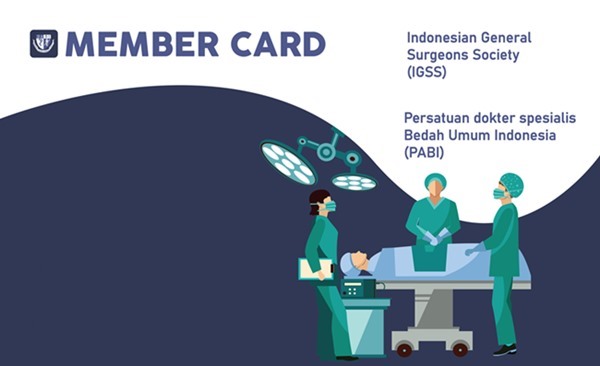 MEMBER CARD
Indonesian General
Surgeons Society
(IGSS)
Persatuan dokter spesialis
Bedah Umum Indonesia
(PABI)